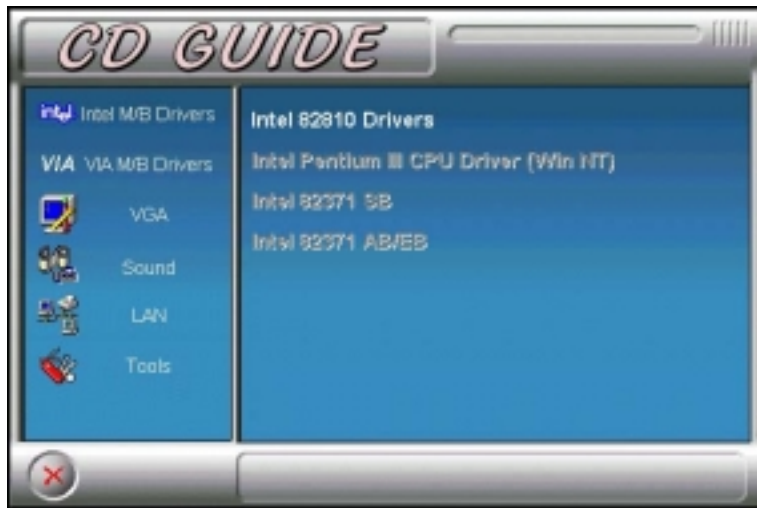 CD GUIDE
intel Intel M/B Drivers
VIA VIA M/B Drivers
VGA
Sound
LAN
Tools
Intel 82810 Drivers
Intel Pentium III CPU Driver (Win NT)
Intel 82371 SB
Intel 82371 AB/EB